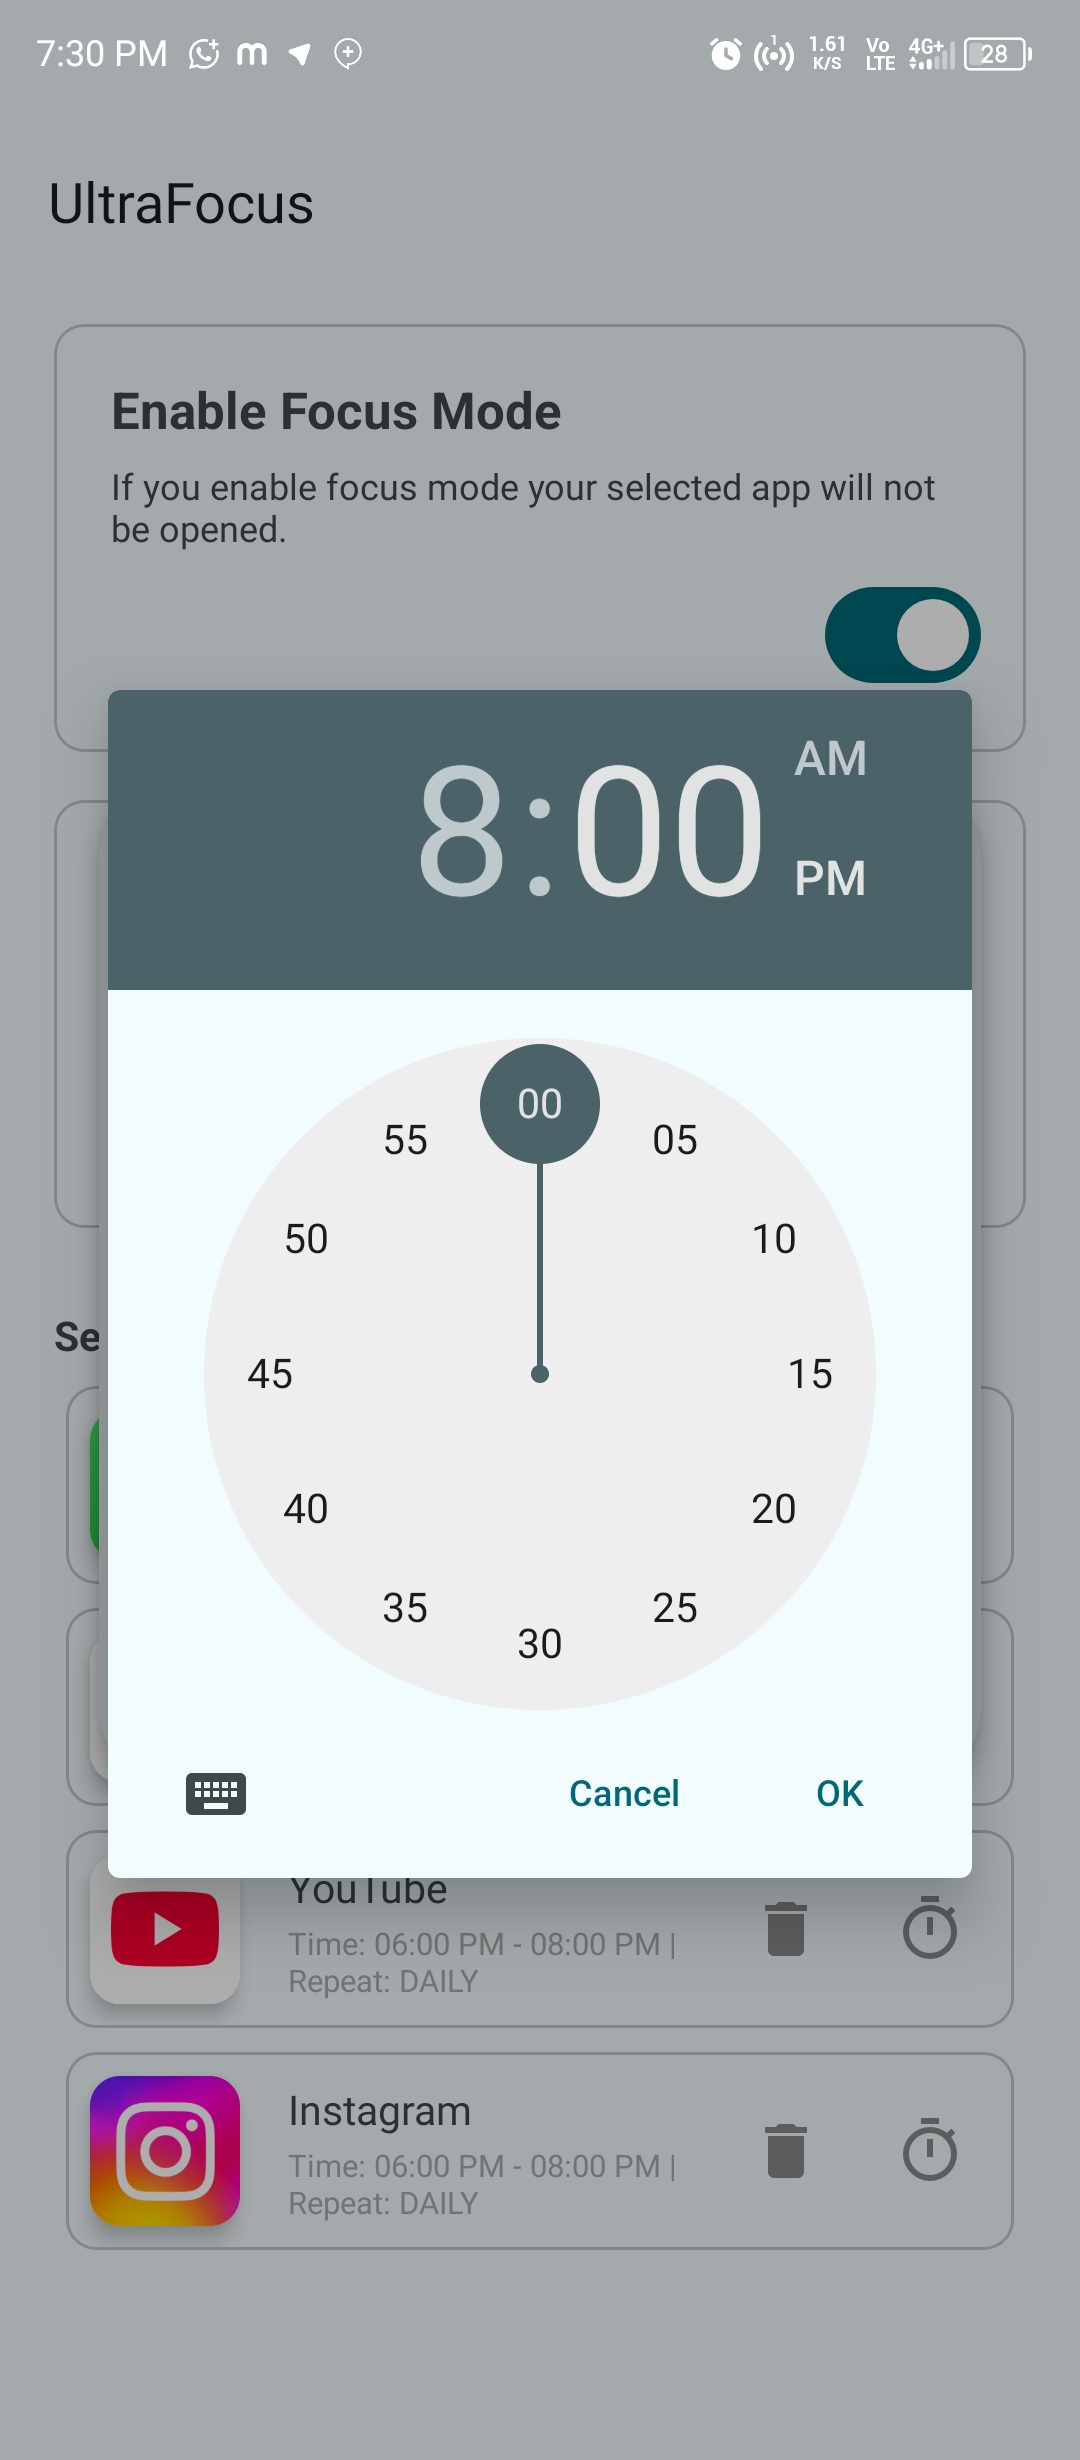 7:30 PM
1
1.61 K/S
Vo LTE
4G+
28
UltraFocus
Enable Focus Mode
If you enable focus mode your selected app will not
be opened.
8:00
AM
PM
00
05
10
15
20
25
30
35
40
45
50
55
Cancel
OK
YouTube
Time: 06:00 PM - 08:00 PM |
Repeat: DAILY
Instagram
Time: 06:00 PM - 08:00 PM |
Repeat: DAILY